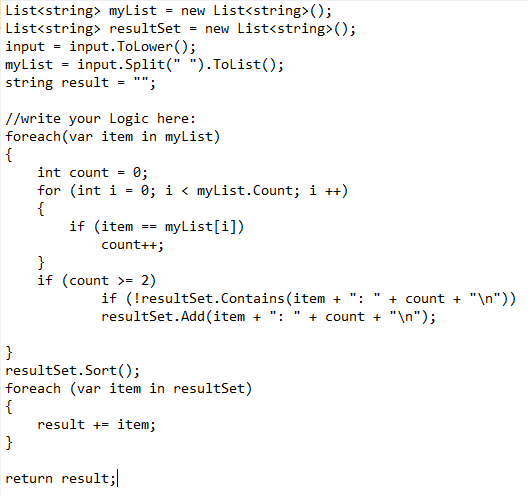 List<string> myList = new List<string>();
List<string> resultSet = new List<string>();
input = input.ToLower();
myList = input.Split(" ").ToList();
string result = "";

//write your Logic here:
foreach(var item in myList)
{
    int count = 0;
    for (int i = 0; i < myList.Count; i ++)
    {
        if (item == myList[i])
            count++;
    }
    if (count >= 2)
            if (!resultSet.Contains(item + ": " + count + "\n"))
            resultSet.Add(item + ": " + count + "\n");

}
resultSet.Sort();
foreach (var item in resultSet)
{
    result += item;
}

return result;